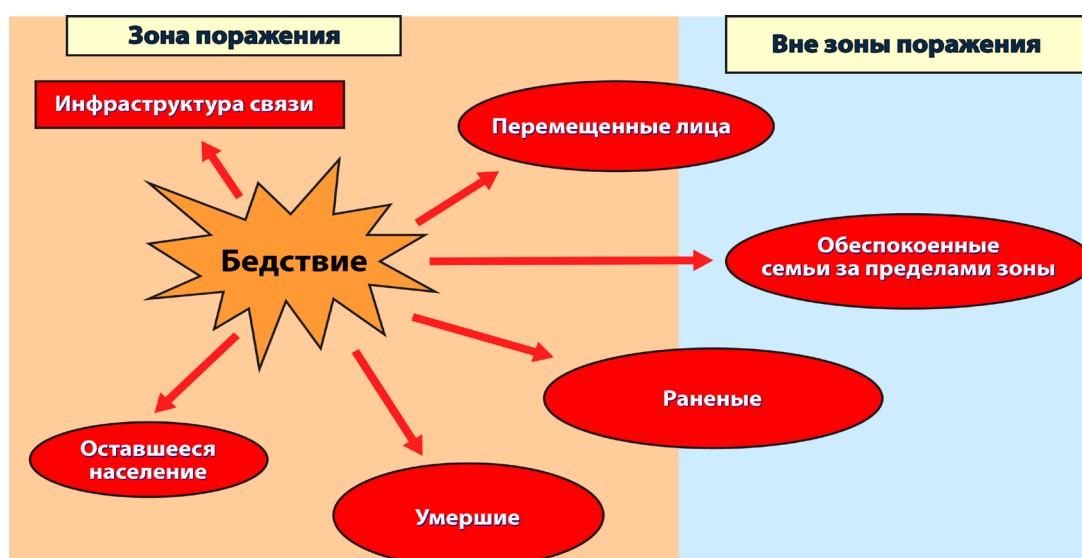 Зона поражения
Вне зоны поражения
Инфраструктура связи
Перемещенные лица
Бедствие
Обеспокоенные
семьи за пределами зоны
Раненые
Оставшееся
население
Умершие